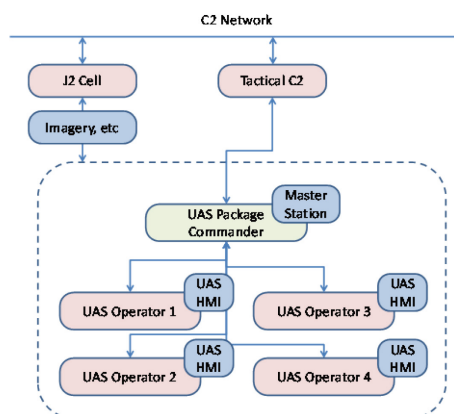 C2 Network
J2 Cell
Tactical C2
Imagery, etc
Master
Station
UAS Package
Commander
UAS
HMI
UAS
HMI
UAS Operator 1
UAS Operator 3
UAS
HMI
UAS
HMI
UAS Operator 2
UAS Operator 4